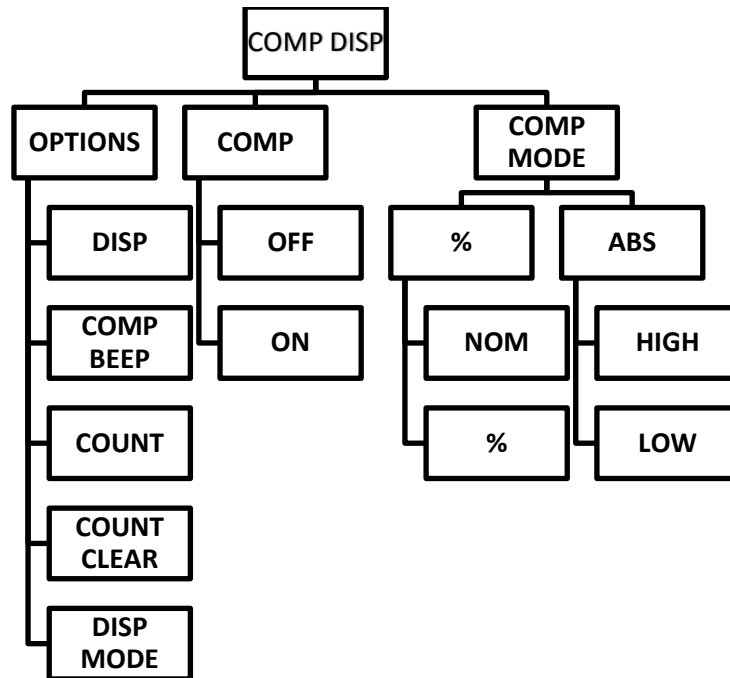 COMP DISP
OPTIONS
COMP
COMP
MODE
DISP
OFF
%
ABS
COMP
BEEP
ON
NOM
HIGH
COUNT
%
LOW
COUNT
CLEAR
DISP
MODE